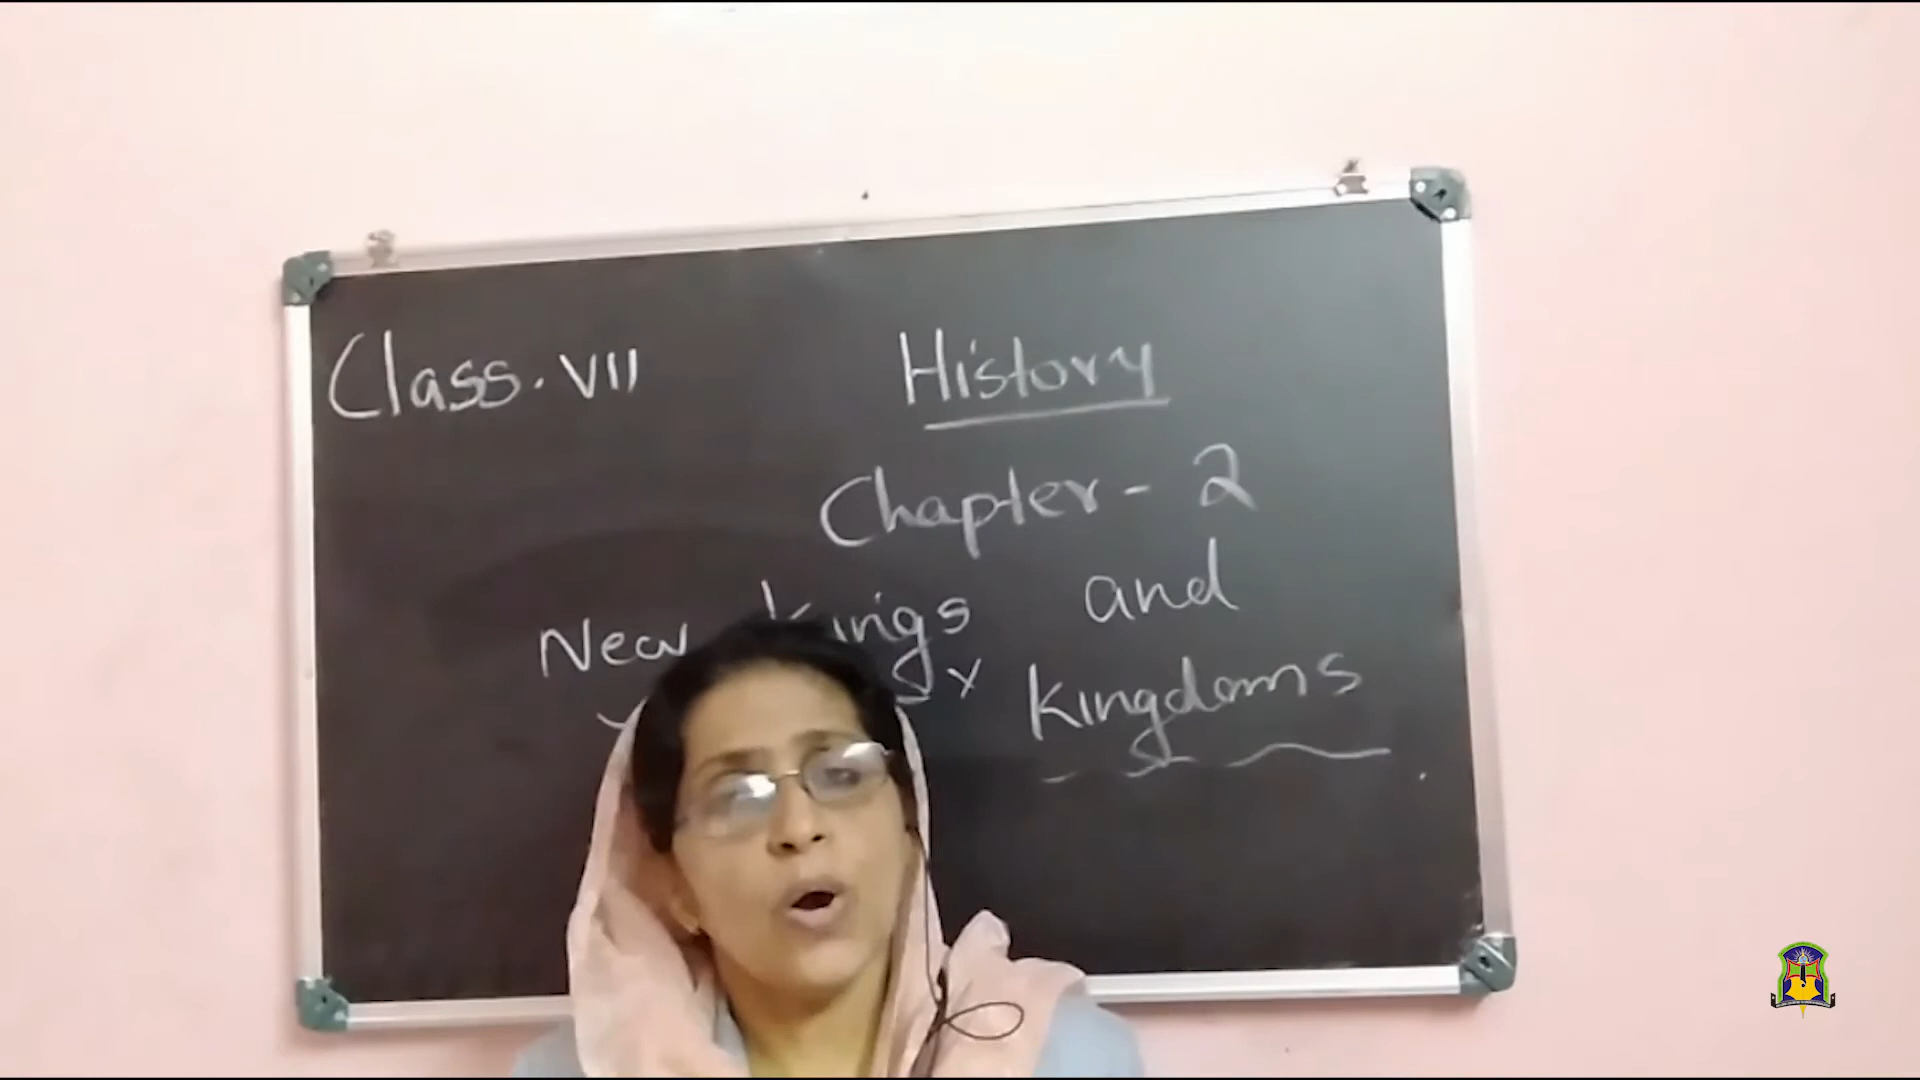 Class. VII
History
Chapter - 2
New Kings and
Kingdoms